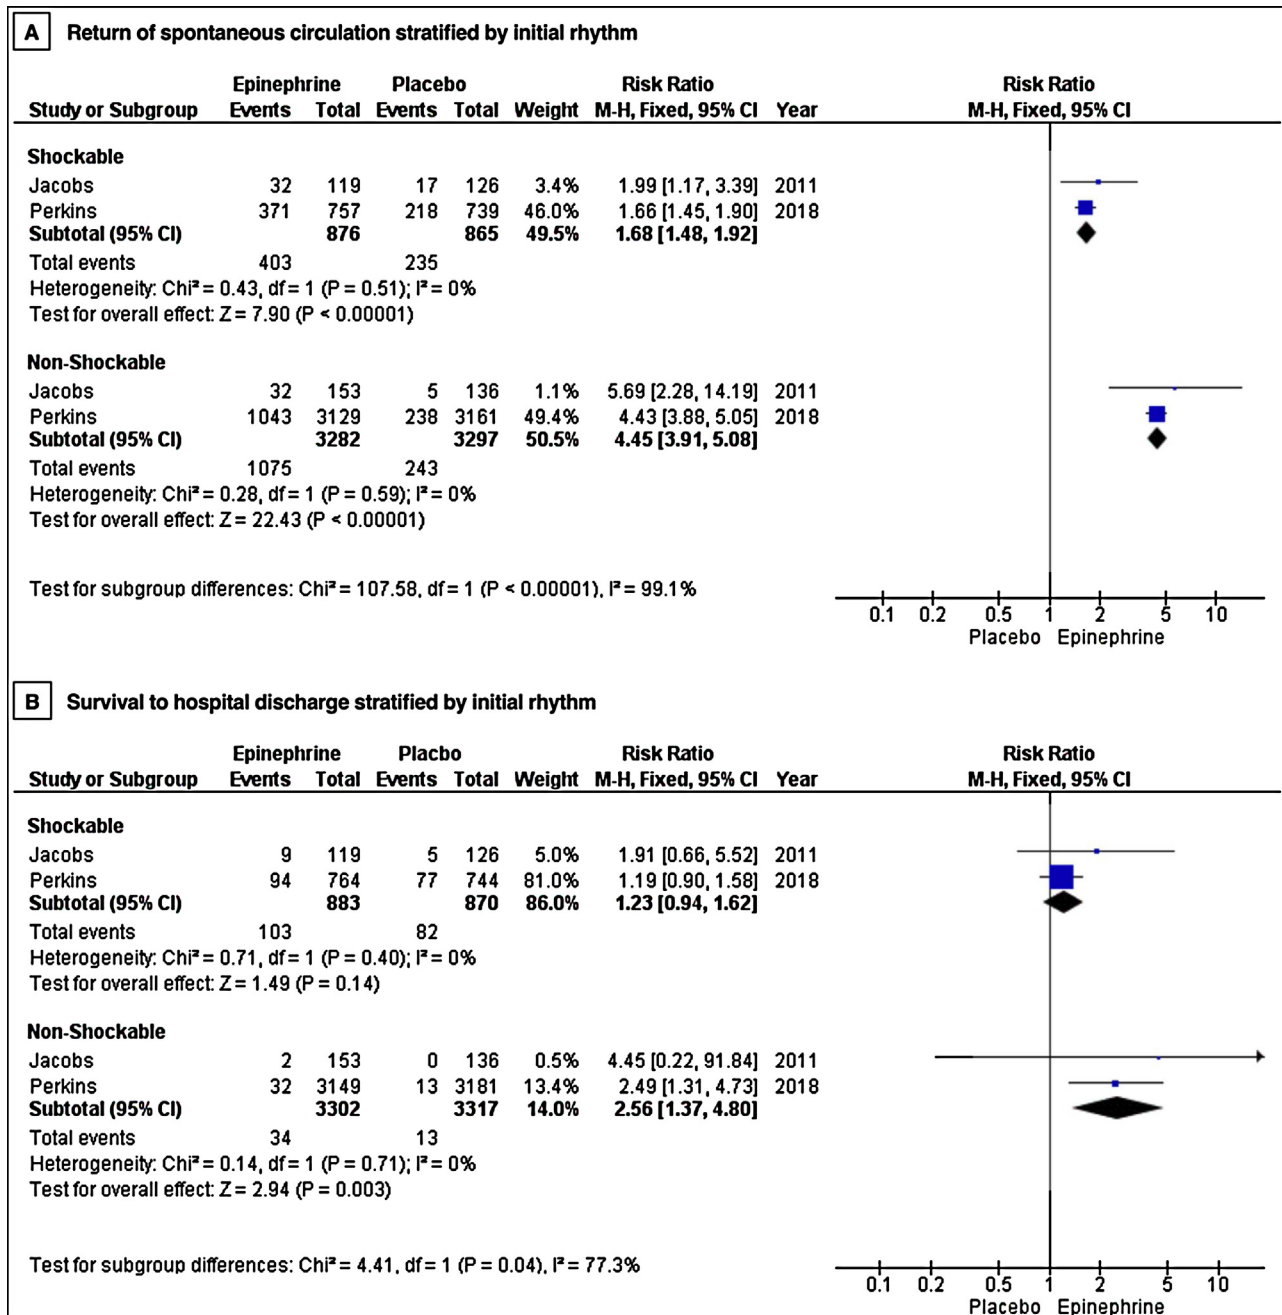 A Return of spontaneous circulation stratified by initial rhythm
Epinephrine Placebo Risk Ratio Risk Ratio
Study or Subgroup Events Total Events Total Weight M-H, Fixed, 95% CI Year M-H, Fixed, 95% CI
Shockable
Jacobs 32 119 17 126 3.4% 1.99 [1.17, 3.39] 2011
Perkins 371 757 218 739 46.0% 1.66 [1.45, 1.90] 2018
Subtotal (95% CI) 876 865 49.5% 1.68 [1.48, 1.92]
Total events 403 235
Heterogeneity: Chi² = 0.43, df = 1 (P = 0.51); I² = 0%
Test for overall effect: Z = 7.90 (P < 0.00001)
Non-Shockable
Jacobs 32 153 5 136 1.1% 5.69 [2.28, 14.19] 2011
Perkins 1043 3129 238 3161 49.4% 4.43 [3.88, 5.05] 2018
Subtotal (95% CI) 3282 3297 50.5% 4.45 [3.91, 5.08]
Total events 1075 243
Heterogeneity: Chi² = 0.28, df = 1 (P = 0.59); I² = 0%
Test for overall effect: Z = 22.43 (P < 0.00001)
Test for subgroup differences: Chi² = 107.58, df = 1 (P < 0.00001), I² = 99.1%
0.1 0.2 0.5 1 2 5 10
Placebo Epinephrine
B Survival to hospital discharge stratified by initial rhythm
Epinephrine Placbo Risk Ratio Risk Ratio
Study or Subgroup Events Total Events Total Weight M-H, Fixed, 95% CI Year M-H, Fixed, 95% CI
Shockable
Jacobs 9 119 5 126 5.0% 1.91 [0.66, 5.52] 2011
Perkins 94 764 77 744 81.0% 1.19 [0.90, 1.58] 2018
Subtotal (95% CI) 883 870 86.0% 1.23 [0.94, 1.62]
Total events 103 82
Heterogeneity: Chi² = 0.71, df = 1 (P = 0.40); I² = 0%
Test for overall effect: Z = 1.49 (P = 0.14)
Non-Shockable
Jacobs 2 153 0 136 0.5% 4.45 [0.22, 91.84] 2011
Perkins 32 3149 13 3181 13.4% 2.49 [1.31, 4.73] 2018
Subtotal (95% CI) 3302 3317 14.0% 2.56 [1.37, 4.80]
Total events 34 13
Heterogeneity: Chi² = 0.14, df = 1 (P = 0.71); I² = 0%
Test for overall effect: Z = 2.94 (P = 0.003)
Test for subgroup differences: Chi² = 4.41, df = 1 (P = 0.04), I² = 77.3%
0.1 0.2 0.5 1 2 5 10
Placebo Epinephrine